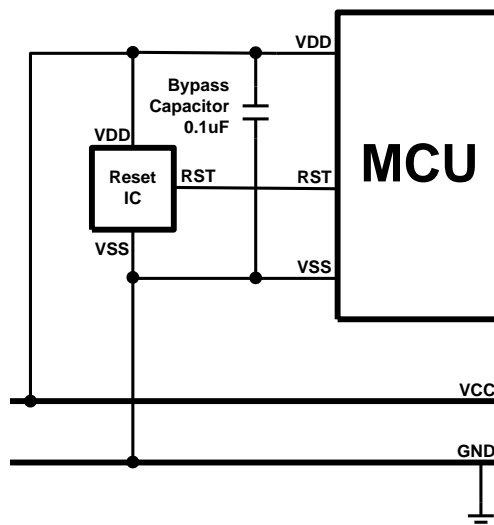 VDD
Bypass
Capacitor
0.1uF
VDD
Reset
IC
RST
RST
MCU
VSS
VSS
VCC
GND